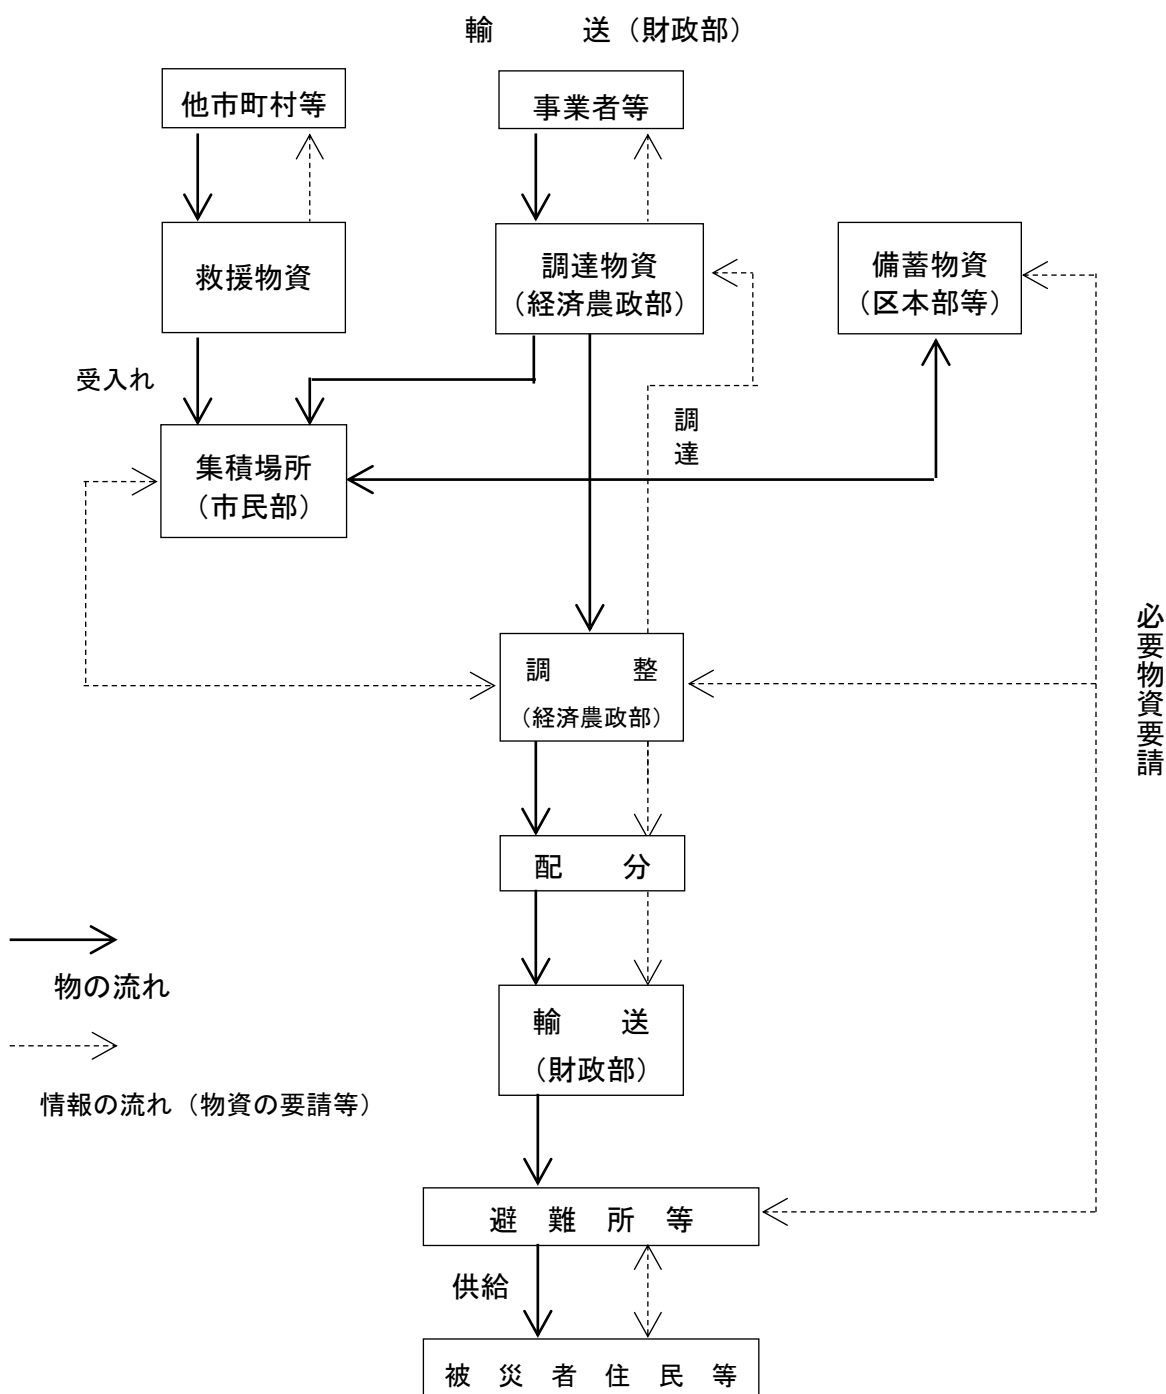 輸　　　送（財政部）
他市町村等
事業者等
救援物資
調達物資
（経済農政部）
備蓄物資
（区本部等）
受入れ
調
達
集積場所
（市民部）
必要物資要請
調　　　整
（経済農政部）
配　　分
物の流れ
輸　　送
（財政部）
情報の流れ（物資の要請等）
避　難　所　等
供給
被　災　者　住　民　等